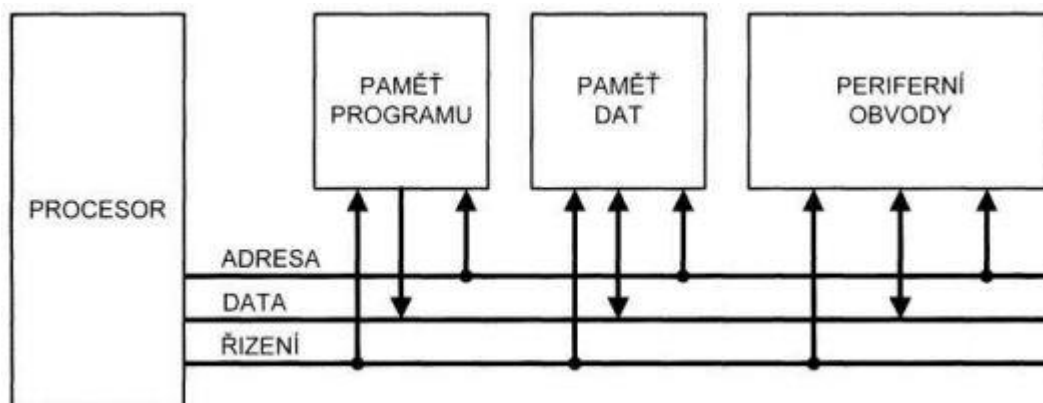 PAMĚŤ
PROGRAMU
PAMĚŤ
DAT
PERIFERNÍ
OBVODY
PROCESOR
ADRESA
DATA
ŘIZENÍ